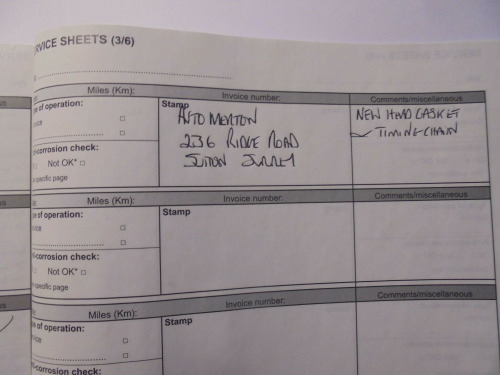 RVICE SHEETS (3/6)
Miles (Km): Invoice number: Comments/miscellaneous
of operation:
Stamp
AUTO MERTON
236 RIDGE ROAD
SUTTON SURREY
NEW HEAD GASKET
TIMING CHAIN
-corrosion check:
Not OK*
specific page
Miles (Km): Invoice number: Comments/miscellaneous
of operation:
Stamp
-corrosion check:
Not OK*
specific page
Miles (Km): Invoice number: Comments/miscellaneous
of operation:
Stamp
-corrosion check: